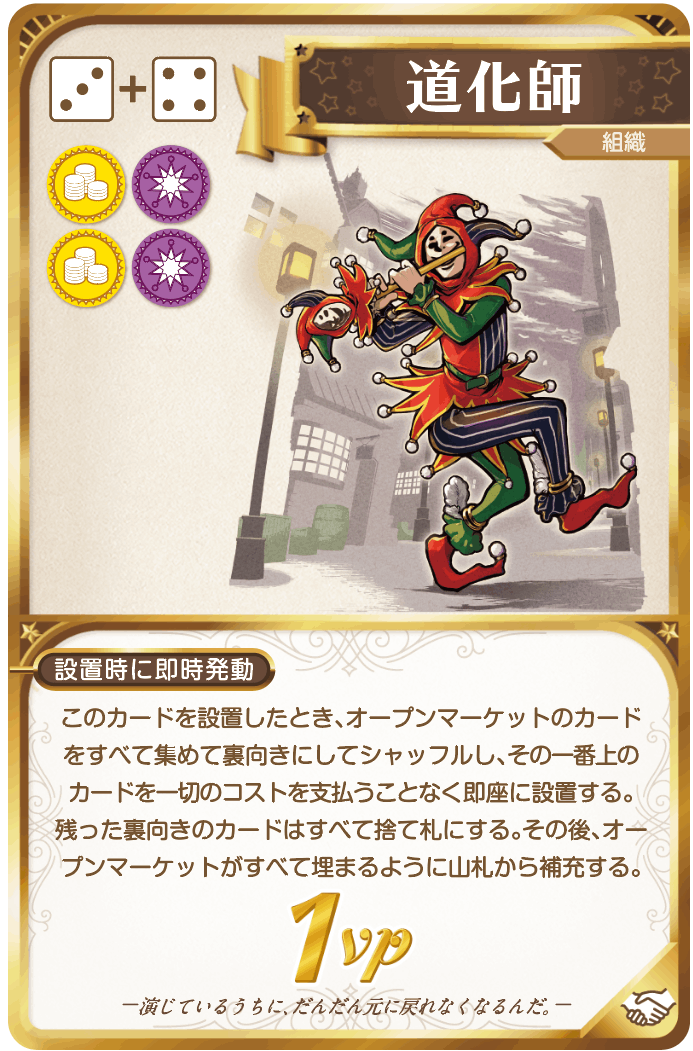 道化師
組織
設置時に即時発動
このカードを設置したとき、オープンマーケットのカード
をすべて集めて裏向きにしてシャッフルし、その一番上の
カードを一切のコストを支払うことなく即座に設置する。
残った裏向きのカードはすべて捨て札にする。その後、オー
プンマーケットがすべて埋まるように山札から補充する。
1vp
―演じているうちに、だんだん元に戻れなくなるんだ。―